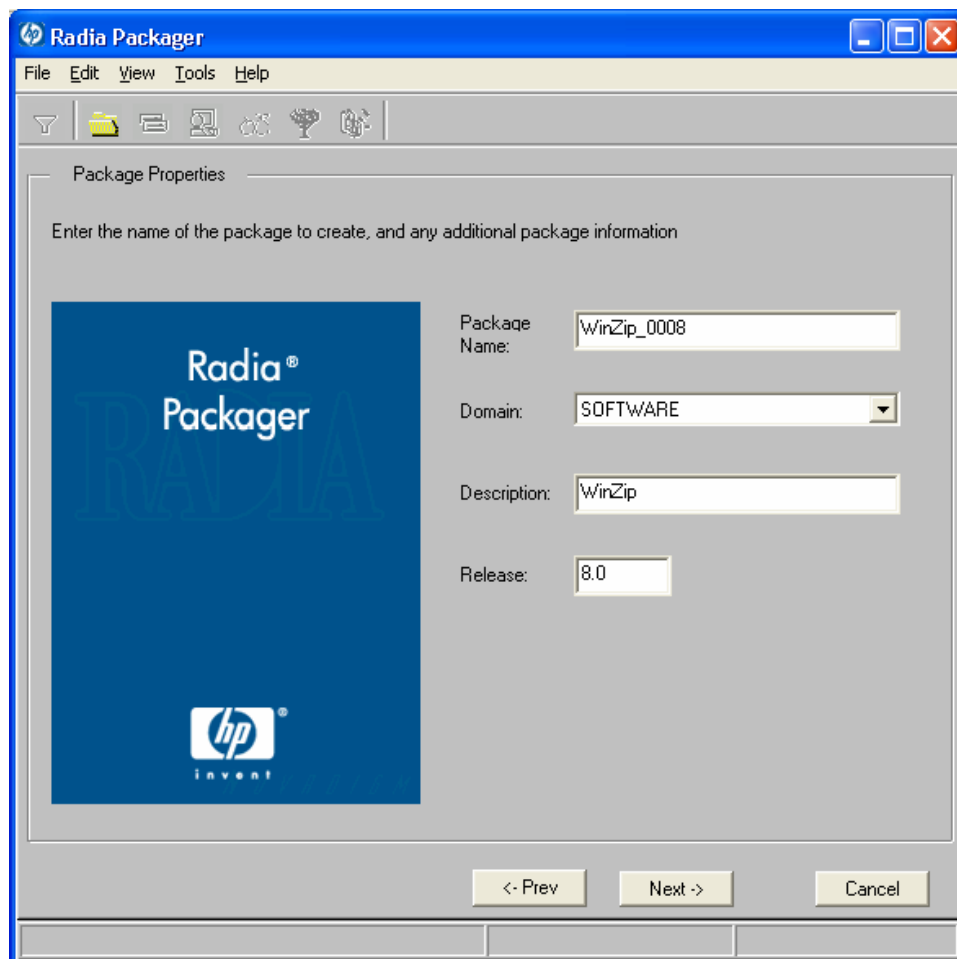 Radia Packager
File Edit View Tools Help
Package Properties
Enter the name of the package to create, and any additional package information
Radia®
Packager
RADIA
hp®
invent
Package
Name:
WinZip_0008
Domain:
SOFTWARE
Description:
WinZip
Release:
8.0
<- Prev
Next ->
Cancel